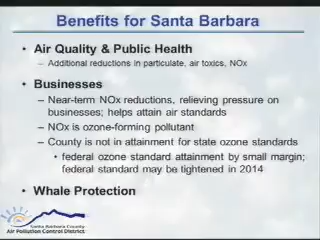 Benefits for Santa Barbara
• Air Quality & Public Health
– Additional reductions in particulate, air toxics, NOx
• Businesses
– Near-term NOx reductions, relieving pressure on
businesses; helps attain air standards
– NOx is ozone-forming pollutant
– County is not in attainment for state ozone standards
• federal ozone standard attainment by small margin;
federal standard may be tightened in 2014
• Whale Protection
Santa Barbara County
Air Pollution Control District